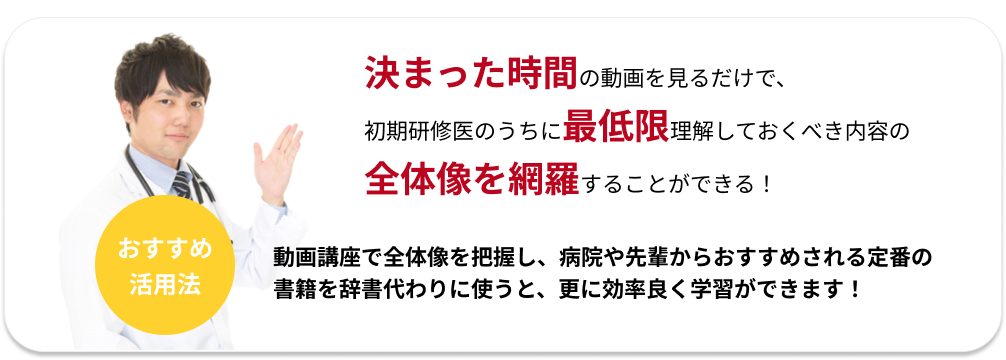 決まった時間の動画を見るだけで、
初期研修医のうちに最低限理解しておくべき内容の
全体像を網羅することができる！
おすすめ
活用法
動画講座で全体像を把握し、病院や先輩からおすすめされる定番の
書籍を辞書代わりに使うと、更に効率良く学習ができます！